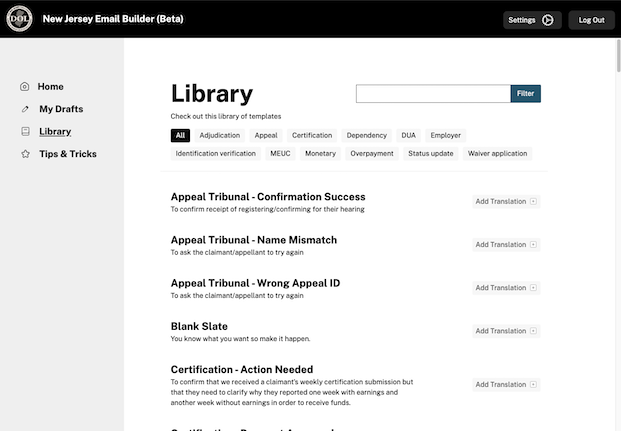 DOL
New Jersey Email Builder (Beta)
Settings
Log Out
Home
My Drafts
Library
Tips & Tricks
Library
Filter
Check out this library of templates
All
Adjudication
Appeal
Certification
Dependency
DUA
Employer
Identification verification
MEUC
Monetary
Overpayment
Status update
Waiver application
Appeal Tribunal - Confirmation Success
Add Translation
To confirm receipt of registering/confirming for their hearing
Appeal Tribunal - Name Mismatch
Add Translation
To ask the claimant/appellant to try again
Appeal Tribunal - Wrong Appeal ID
Add Translation
To ask the claimant/appellant to try again
Blank Slate
Add Translation
You know what you want so make it happen.
Certification - Action Needed
To confirm that we received a claimant's weekly certification submission but
Add Translation
that they need to clarify why they reported one week with earnings and
another week without earnings in order to receive funds.